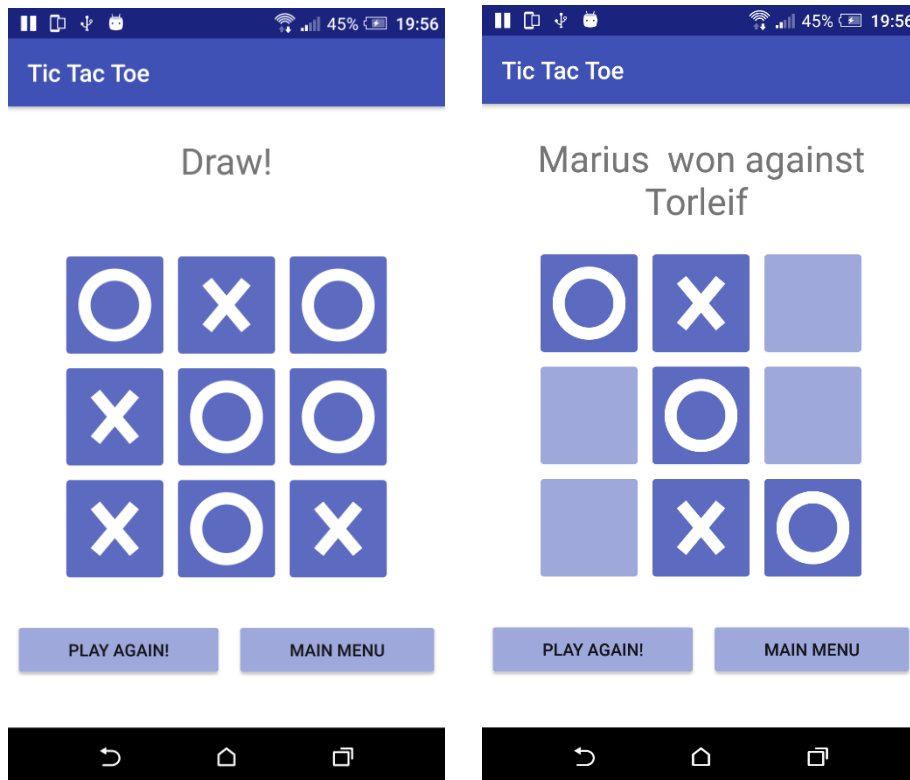 45% 19:56
Tic Tac Toe
Draw!
O X O
X O O
X O X
PLAY AGAIN! MAIN MENU
45% 19:56
Tic Tac Toe
Marius  won against
Torleif
O X
O
X O
PLAY AGAIN! MAIN MENU